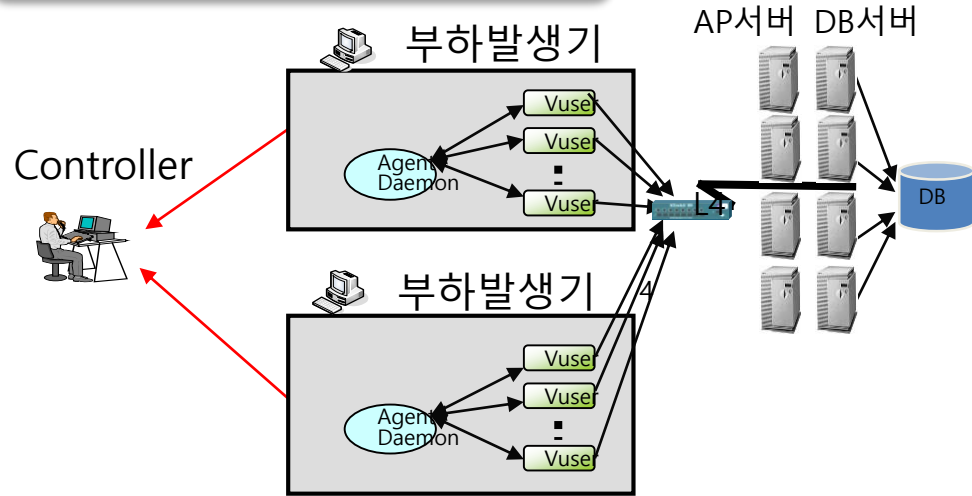 AP서버 DB서버
부하발생기
Vuser
Vuser
Agent
Daemon
Vuser
Controller
L4
DB
부하발생기
4
Vuser
Vuser
Agent
Daemon
Vuser